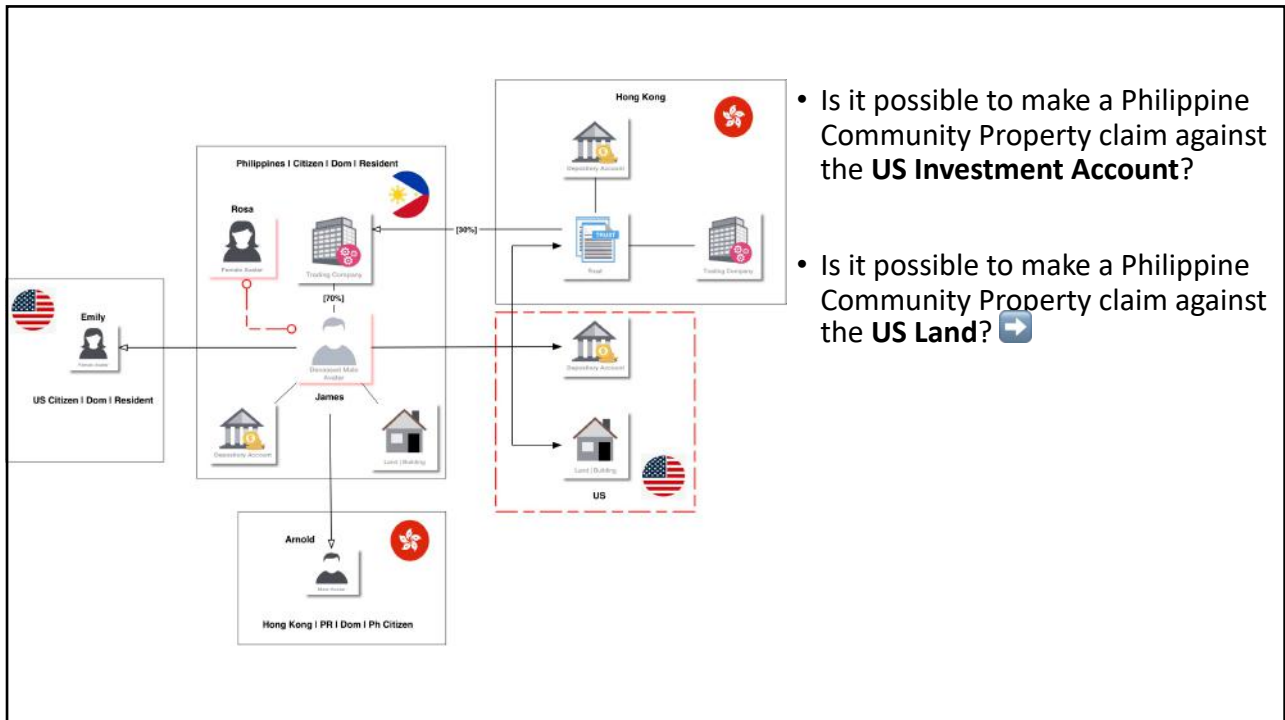 Hong Kong
Depository Account
Trust
TRUST
Trading Company
[30%]
Philippines I Citizen I Dom I Resident
Rosa
Female Avatar
Trading Company
[70%]
Deceased Male
Avatar
James
Depository Account
Land | Building
Emily
Female Avatar
US Citizen I Dom I Resident
Depository Account
Land | Building
US
Arnold
Male Avatar
Hong Kong I PR I Dom I Ph Citizen
• Is it possible to make a Philippine
Community Property claim against
the US Investment Account?
• Is it possible to make a Philippine
Community Property claim against
the US Land? ➡